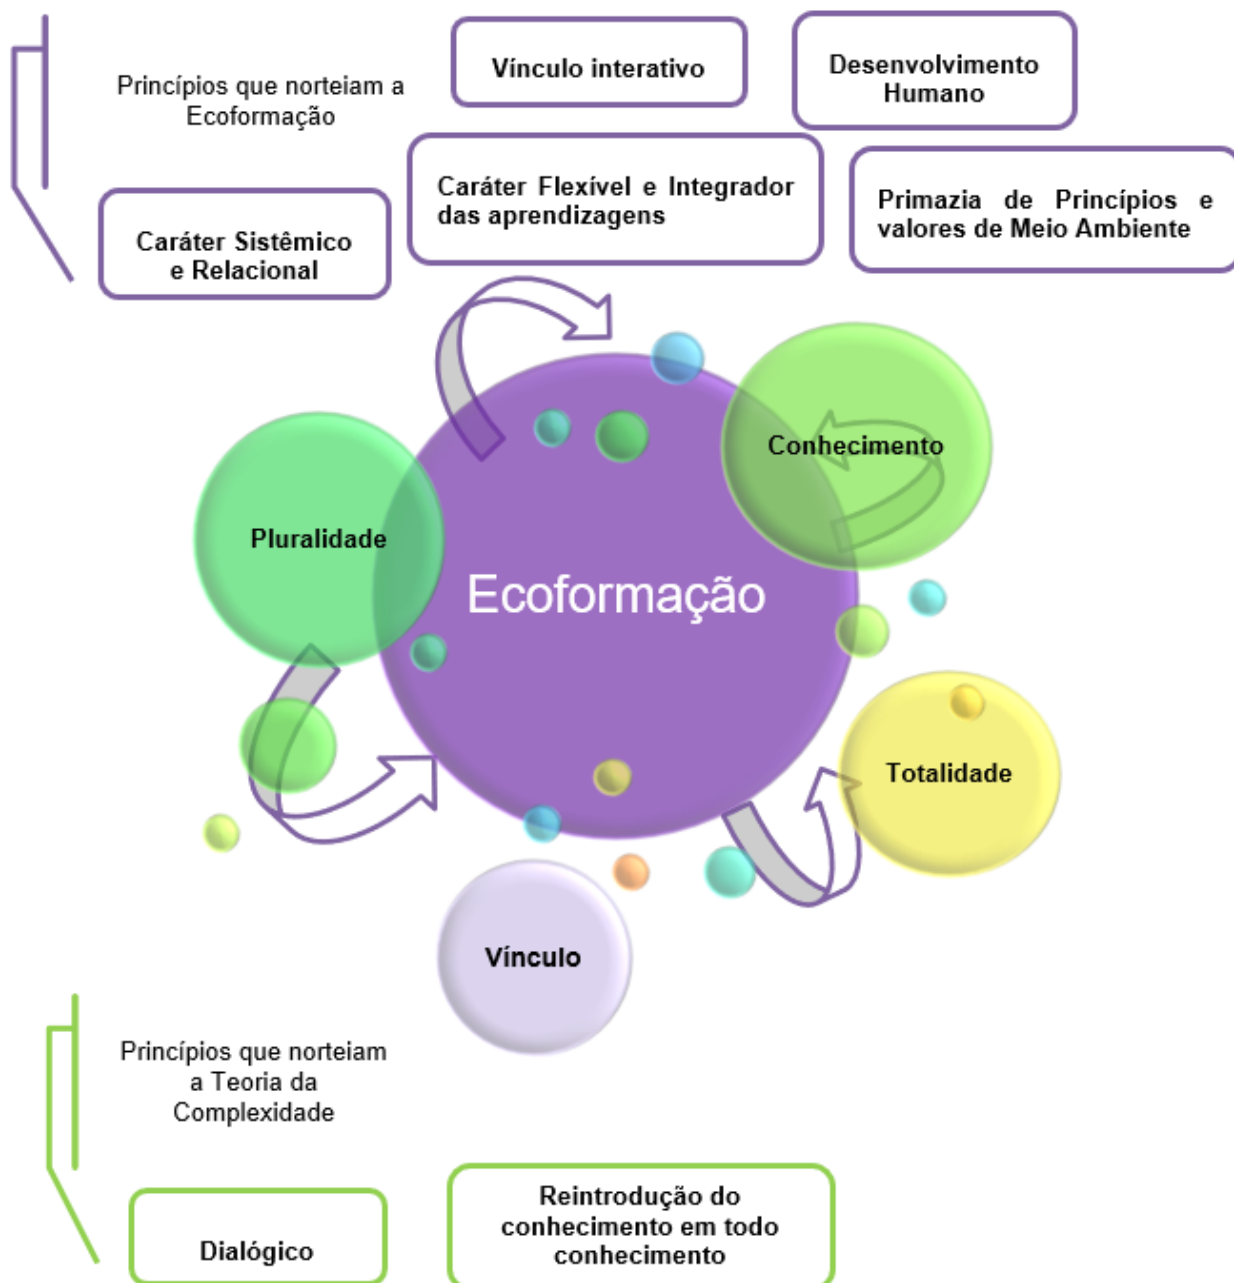 Princípios que norteiam a
Ecoformação
Vínculo interativo
Desenvolvimento
Humano
Caráter Sistêmico
e Relacional
Caráter Flexível e Integrador
das aprendizagens
Primazia de Princípios e
valores de Meio Ambiente
Conhecimento
Pluralidade
Ecoformação
Totalidade
Vínculo
Princípios que norteiam
a Teoria da
Complexidade
Dialógico
Reintrodução do
conhecimento em todo
conhecimento